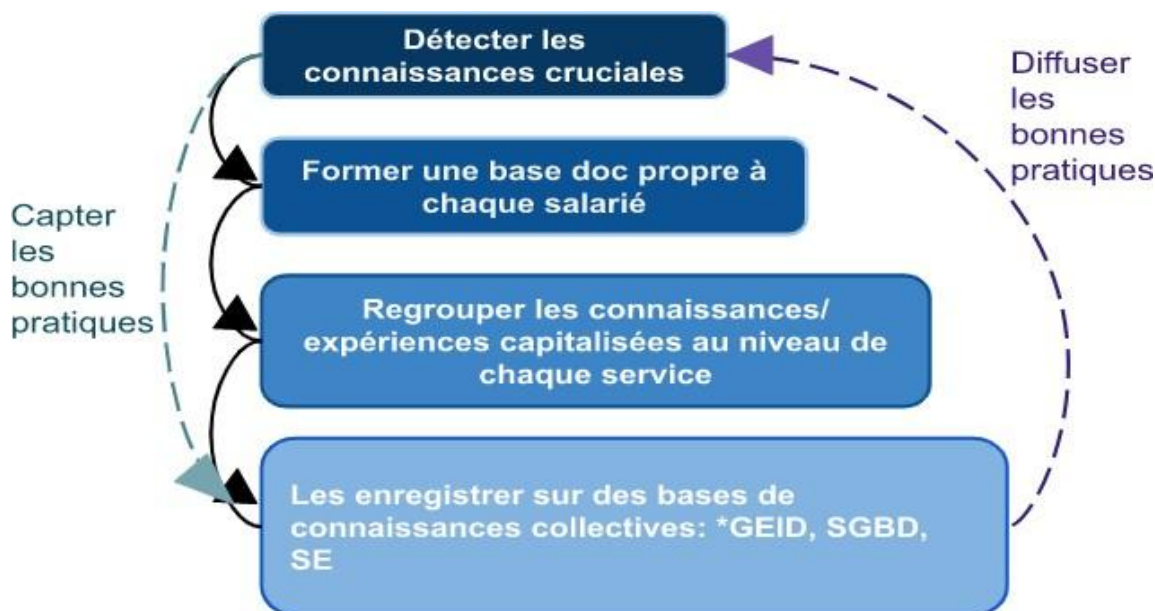 Détecter les
connaissances cruciales
Former une base doc propre à
chaque salarié
Regrouper les connaissances/
expériences capitalisées au niveau de
chaque service
Les enregistrer sur des bases de
connaissances collectives: *GEID, SGBD,
SE
Capter
les
bonnes
pratiques
Diffuser
les
bonnes
pratiques